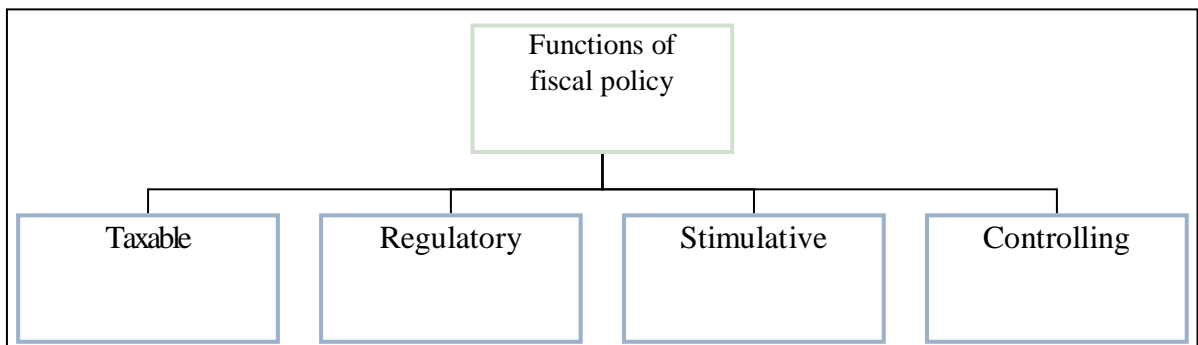 Functions of
fiscal policy
Taxable
Regulatory
Stimulative
Controlling